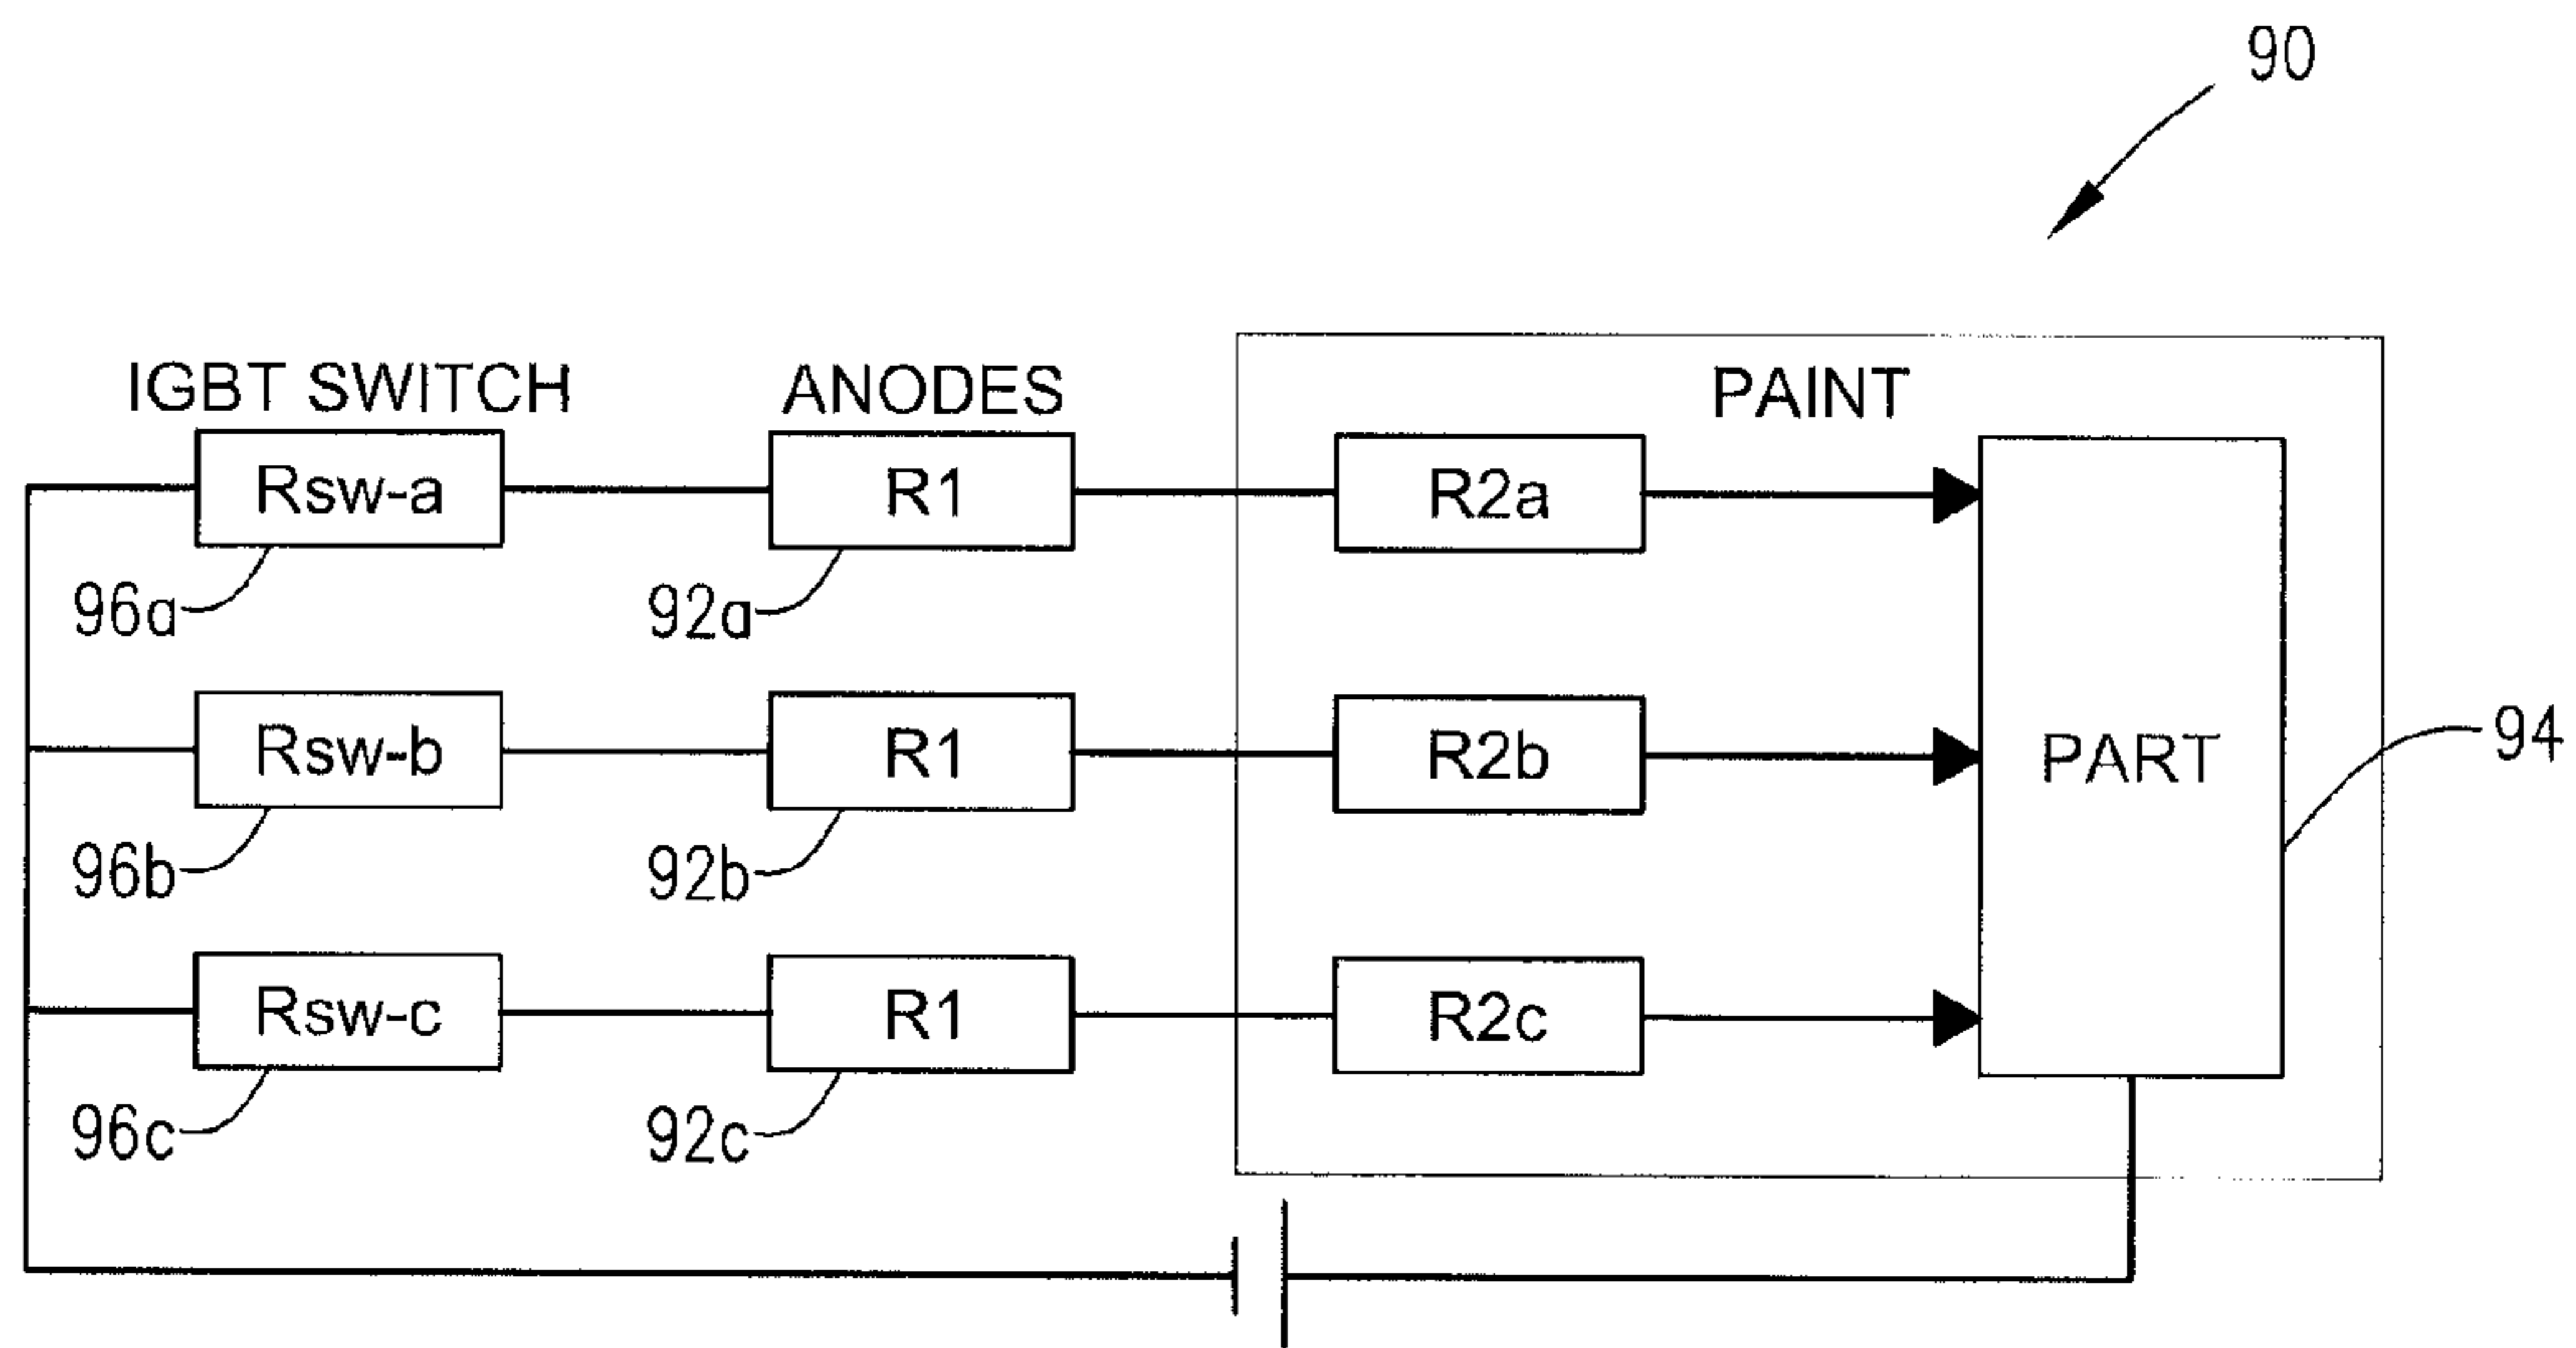 90
IGBT SWITCH
ANODES
PAINT
Rsw-a
R1
R2a
96a
92a
Rsw-b
R1
R2b
PART
94
96b
92b
Rsw-c
R1
R2c
96c
92c